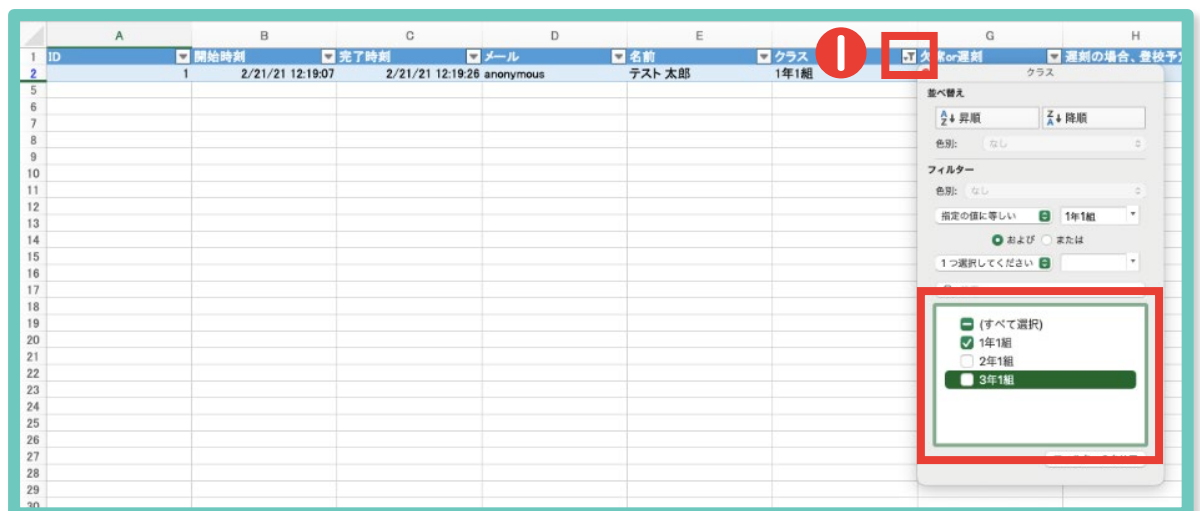 A B C D E G H
1 ID 開始時刻 完了時刻 メール 名前 クラス 欠席or遅刻 遅刻の場合、登校予
2 1 2/21/21 12:19:07 2/21/21 12:19:26 anonymous テスト 太郎 1年1組
クラス
並べ替え
昇順 降順
色別: なし
フィルター
色別: なし
指定の値に等しい 1年1組
および または
1つ選択してください
(すべて選択)
1年1組
2年1組
3年1組
5
6
7
8
9
10
11
12
13
14
15
16
17
18
19
20
21
22
23
24
25
26
27
28
29
30